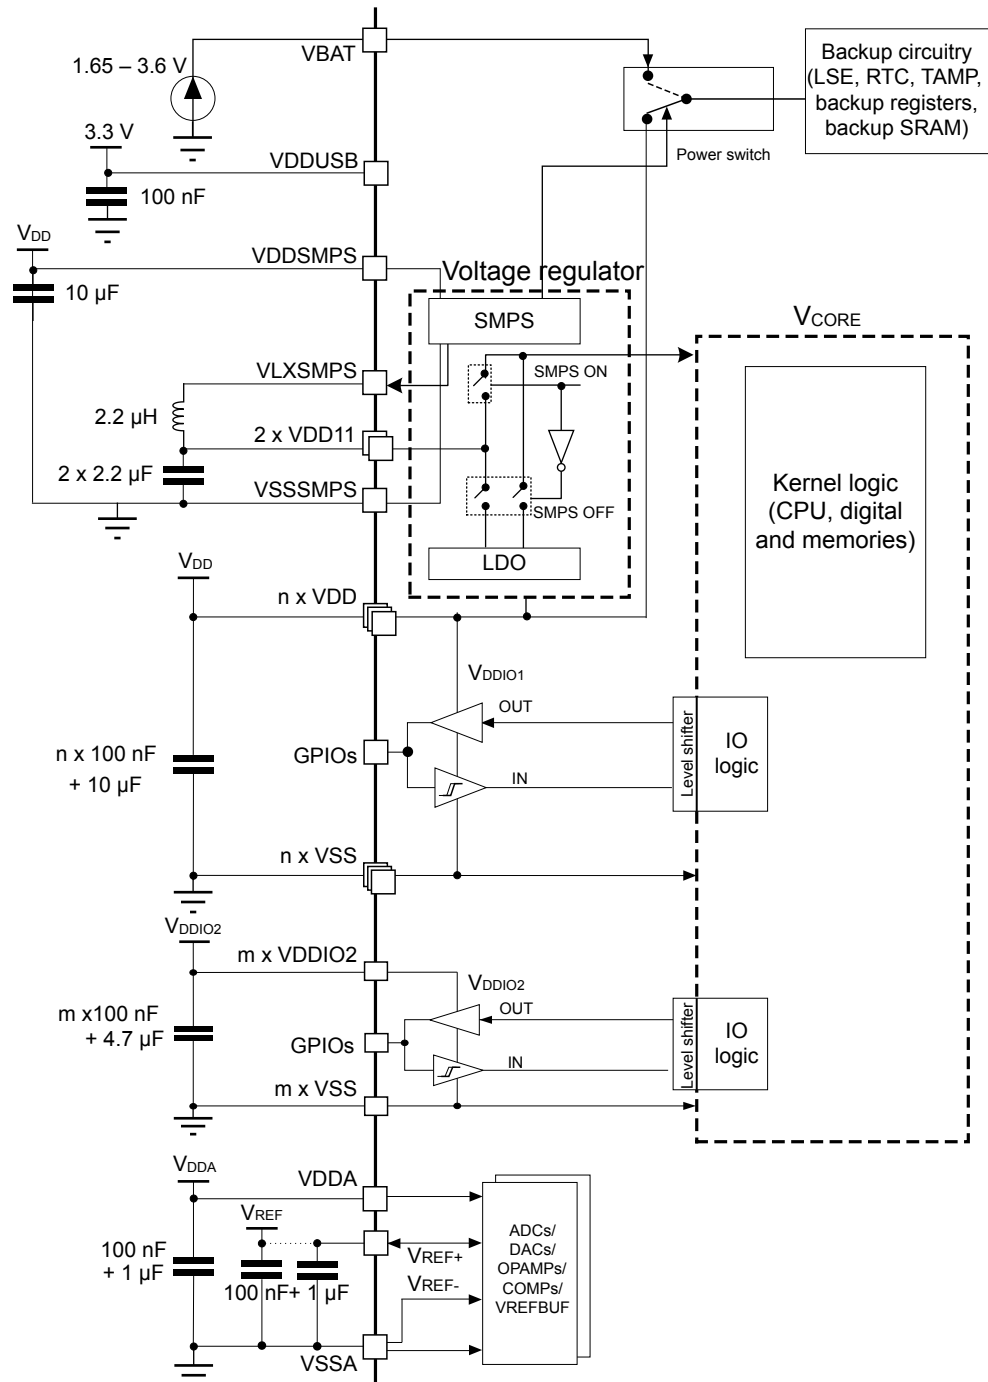 VBAT
1.65 – 3.6 V
Backup circuitry
(LSE, RTC, TAMP,
backup registers,
backup SRAM)
Power switch
3.3 V
VDDUSB
100 nF
VDD
VDDSMPS
10 µF
Voltage regulator
SMPS
VCORE
VLXSMPS
SMPS ON
2.2 µH
2 x VDD11
2 x 2.2 µF
VSSSMPS
SMPS OFF
LDO
Kernel logic
(CPU, digital
and memories)
VDD
n x VDD
VDDIO1
OUT
n x 100 nF
+ 10 µF
GPIOs
IN
Level shifter
IO
logic
n x VSS
VDDIO2
m x VDDIO2
VDDIO2
OUT
m x100 nF
+ 4.7 µF
GPIOs
IN
Level shifter
IO
logic
m x VSS
VDDA
VDDA
VREF
100 nF
+ 1 µF
100 nF
+ 1 µF
VREF+
VREF-
ADCs/
DACs/
OPAMPs/
COMPs/
VREFBUF
VSSA